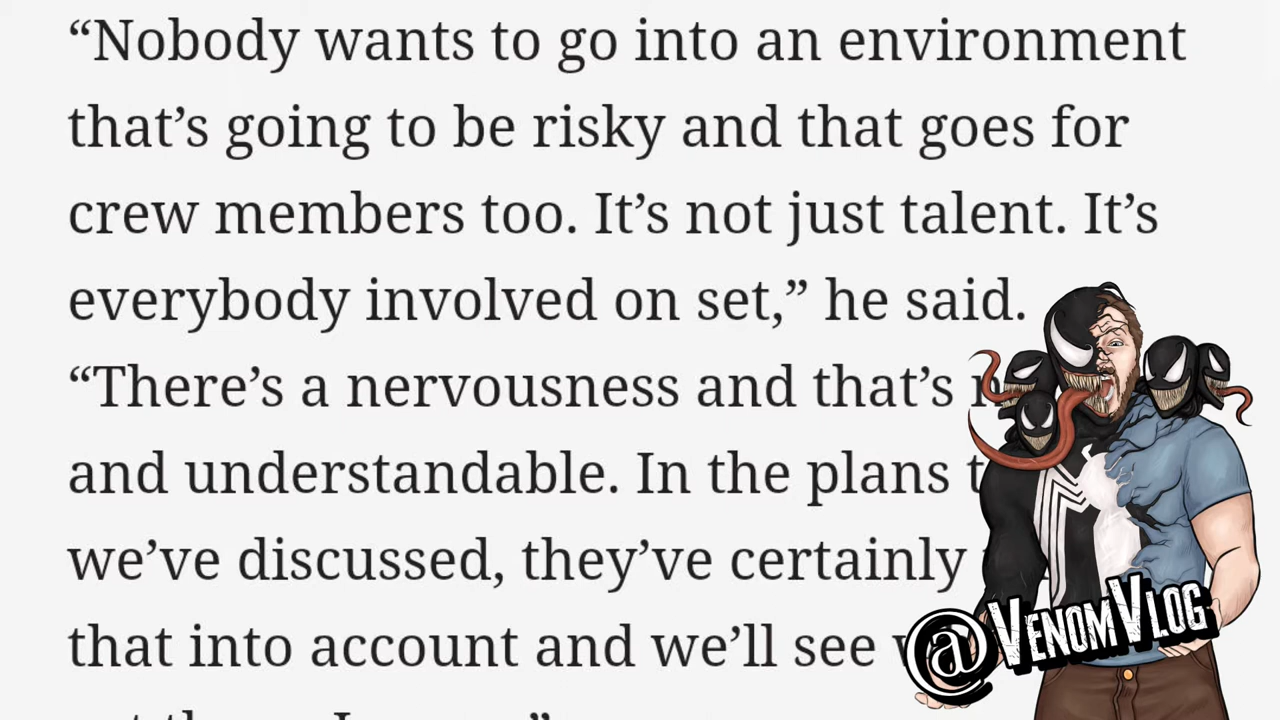 “Nobody wants to go into an environment
that’s going to be risky and that goes for
crew members too. It’s not just talent. It’s
everybody involved on set,” he said.
“There’s a nervousness and that’s
and understandable. In the plans
we’ve discussed, they’ve certainly
that into account and we’ll see
@VENOMVLOG